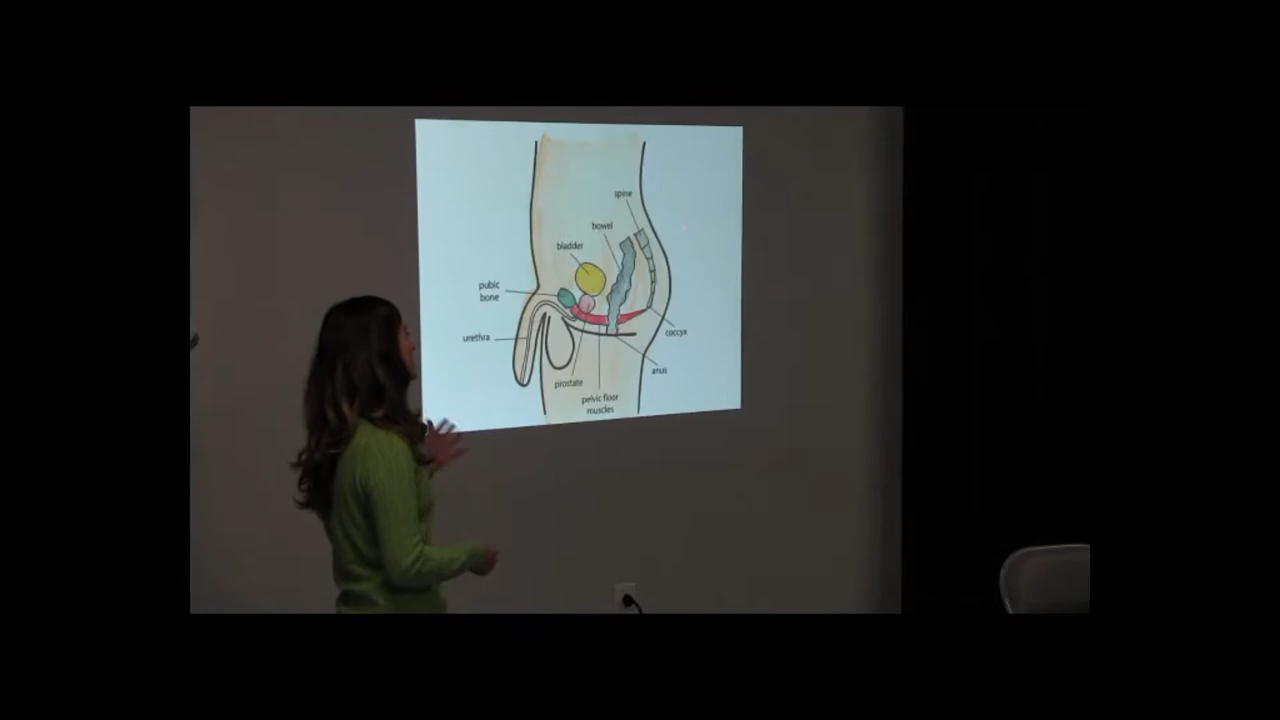 spine
bowel
bladder
pubic
bone
urethra
coccyx
anus
prostate
pelvic floor
muscles